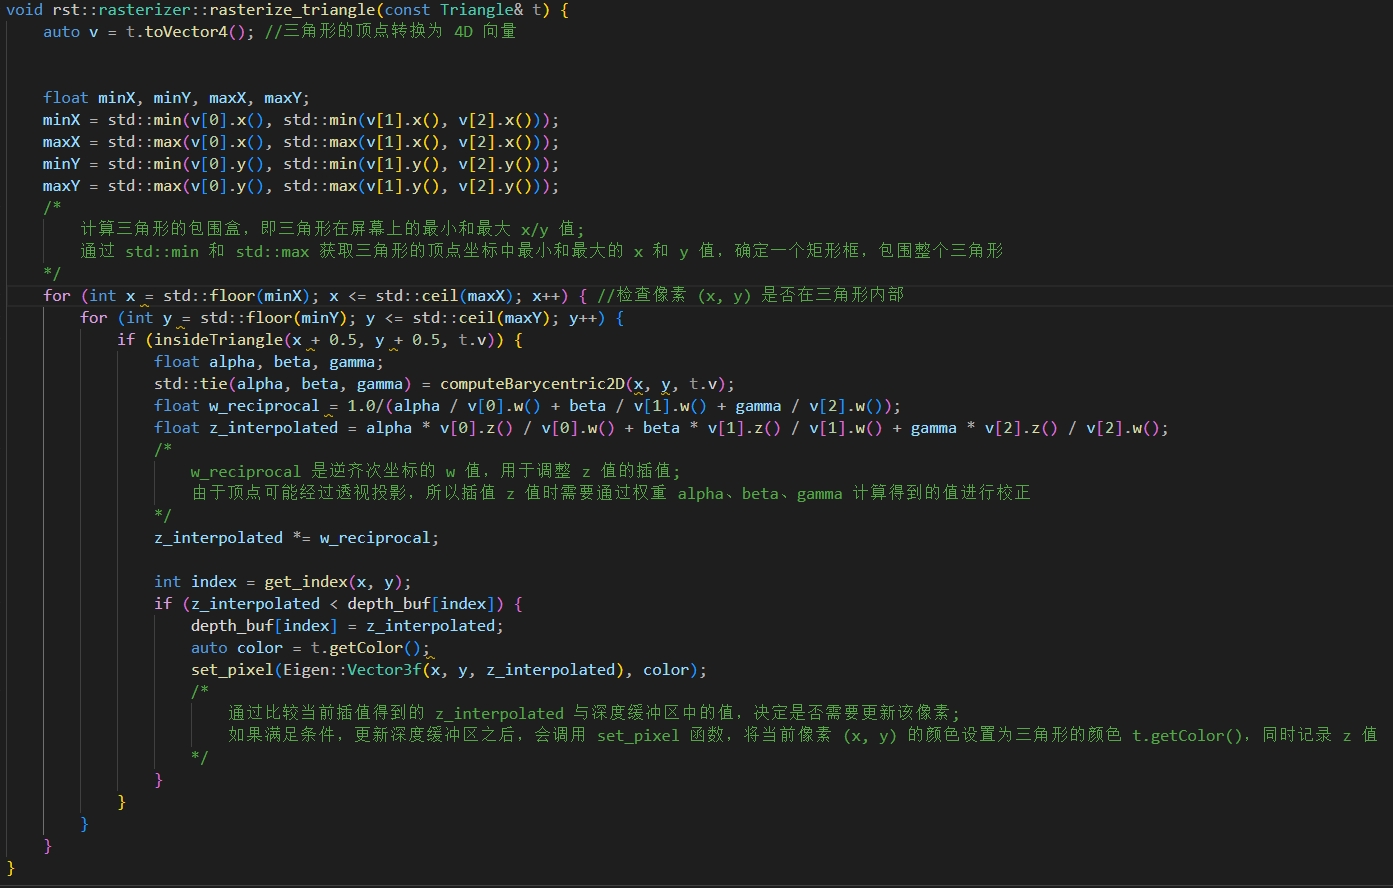 void rst::rasterizer::rasterize_triangle(const Triangle& t) {
auto v = t.toVector4(); //三角形的顶点转换为 4D 向量
float minX, minY, maxX, maxY;
minX = std::min(v[0].x(), std::min(v[1].x(), v[2].x()));
maxX = std::max(v[0].x(), std::max(v[1].x(), v[2].x()));
minY = std::min(v[0].y(), std::min(v[1].y(), v[2].y()));
maxY = std::max(v[0].y(), std::max(v[1].y(), v[2].y()));
/*
计算三角形的包围盒，即三角形在屏幕上的最小和最大 x/y 值；
通过 std::min 和 std::max 获取三角形的顶点坐标中最小和最大的 x 和 y 值，确定一个矩形框，包围整个三角形
*/
for (int x = std::floor(minX); x <= std::ceil(maxX); x++) { //检查像素 (x, y) 是否在三角形内部
for (int y = std::floor(minY); y <= std::ceil(maxY); y++) {
if (insideTriangle(x + 0.5, y + 0.5, t.v)) {
float alpha, beta, gamma;
std::tie(alpha, beta, gamma) = computeBarycentric2D(x, y, t.v);
float w_reciprocal = 1.0/(alpha / v[0].w() + beta / v[1].w() + gamma / v[2].w());
float z_interpolated = alpha * v[0].z() / v[0].w() + beta * v[1].z() / v[1].w() + gamma * v[2].z() / v[2].w();
/*
w_reciprocal 是逆齐次坐标的 w 值，用于调整 z 值的插值；
由于顶点可能经过透视投影，所以插值 z 值时需要通过权重 alpha、beta、gamma 计算得到的值进行校正
*/
z_interpolated *= w_reciprocal;
int index = get_index(x, y);
if (z_interpolated < depth_buf[index]) {
depth_buf[index] = z_interpolated;
auto color = t.getColor();
set_pixel(Eigen::Vector3f(x, y, z_interpolated), color);
/*
通过比较当前插值得到的 z_interpolated 与深度缓冲区中的值，决定是否需要更新该像素；
如果满足条件，更新深度缓冲区之后，会调用 set_pixel 函数，将当前像素 (x, y) 的颜色设置为三角形的颜色 t.getColor()，同时记录 z 值
*/
}
}
}
}
}